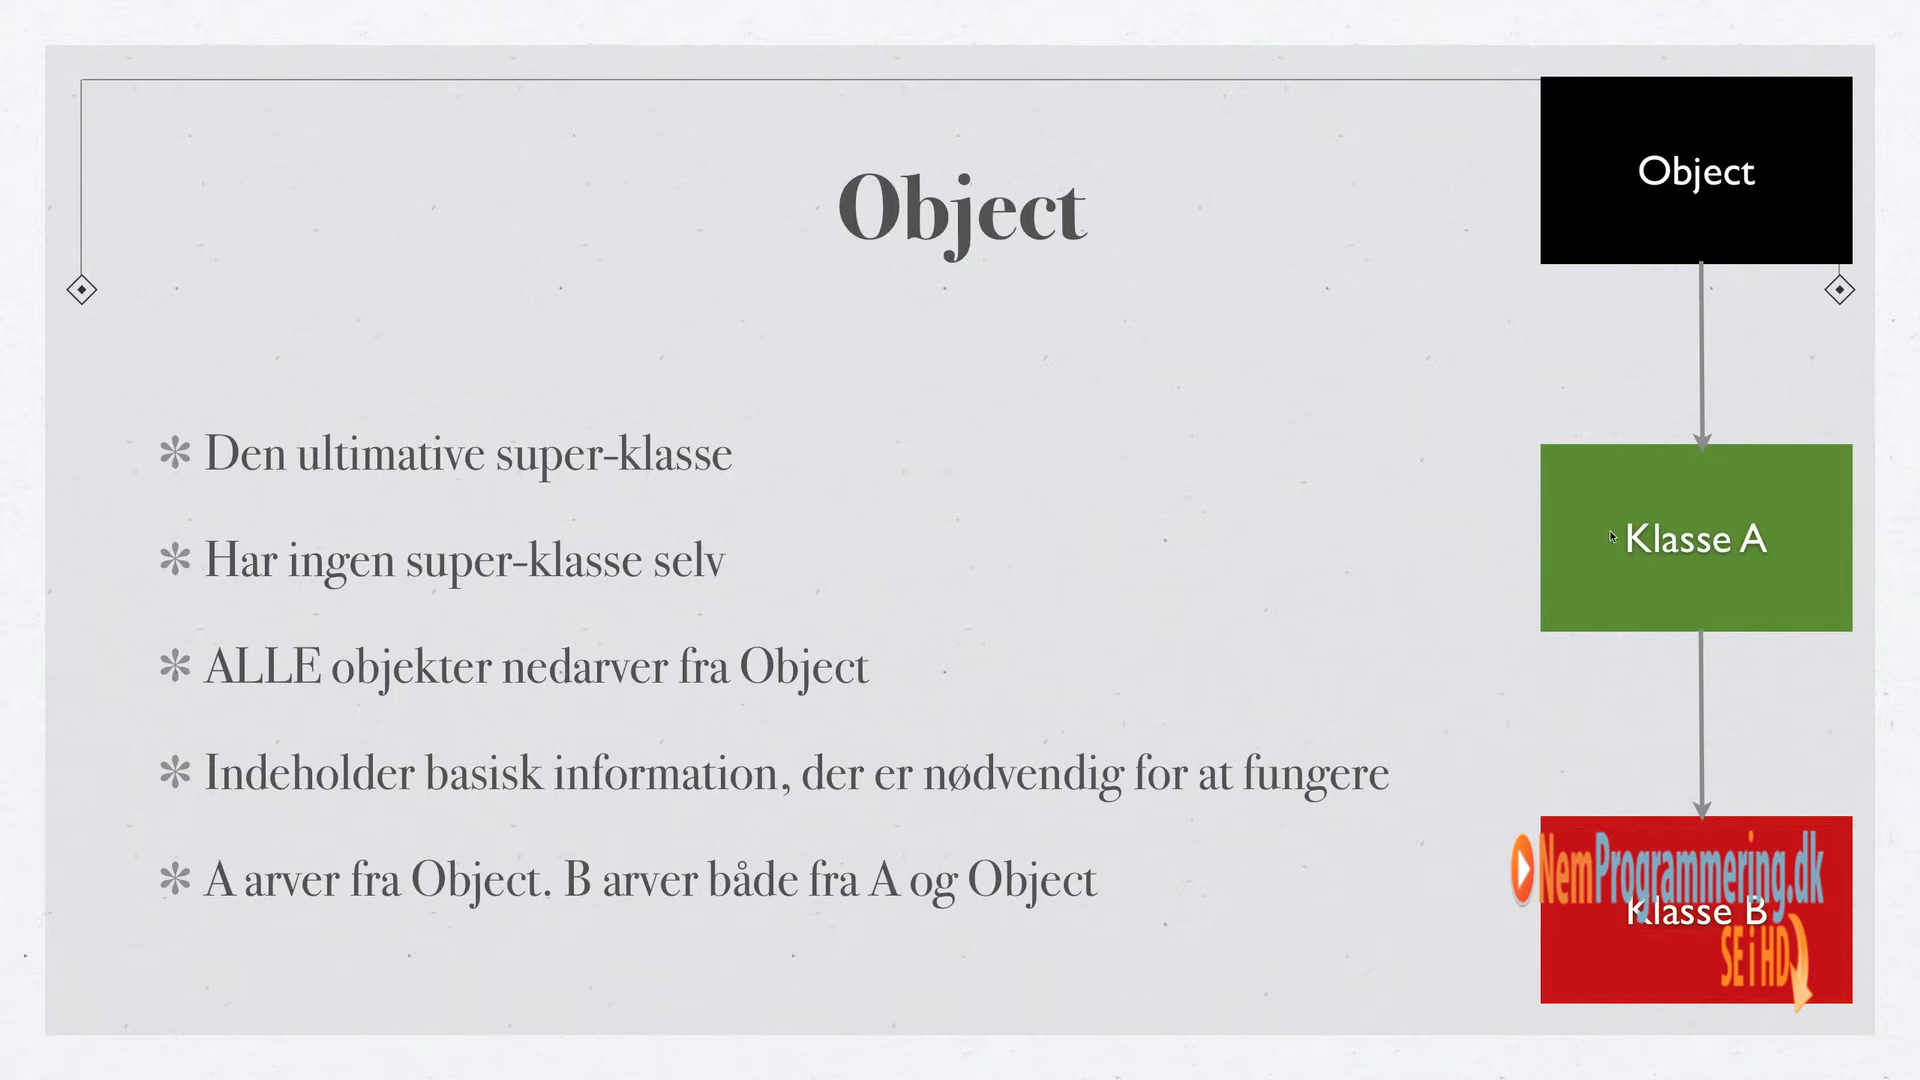 Object
Den ultimative super-klasse
Har ingen super-klasse selv
ALLE objekter nedarver fra Object
Indeholder basisk information, der er nødvendig for at fungere
A arver fra Object. B arver både fra A og Object
Object
Klasse A
NemProgrammering.dk
Klasse B
SE i HD